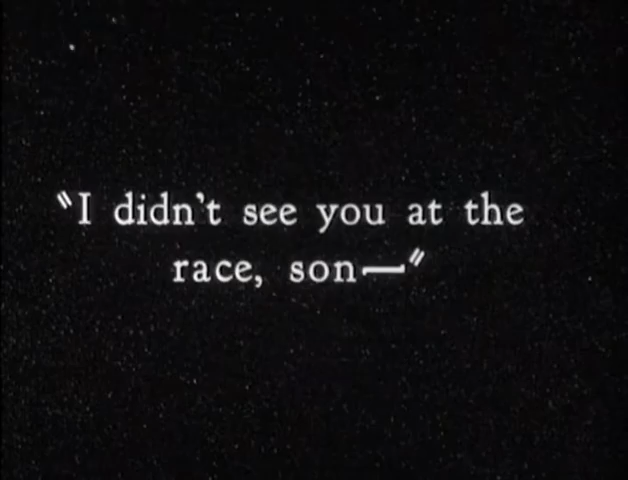 "I didn't see you at the
race, son—"